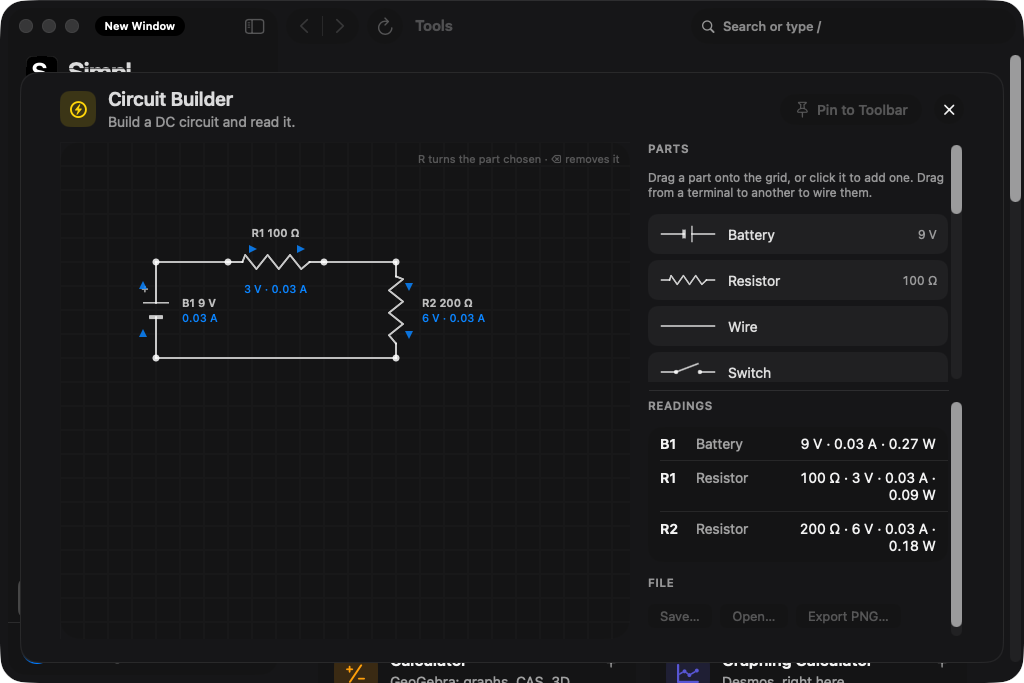 New Window
Tools
Search or type /
Simpl
Circuit Builder
Build a DC circuit and read it.
Pin to Toolbar
R turns the part chosen · ⌫ removes it
R1 100 Ω
3 V · 0.03 A
B1 9 V
0.03 A
R2 200 Ω
6 V · 0.03 A
PARTS
Drag a part onto the grid, or click it to add one. Drag
from a terminal to another to wire them.
Battery 9 V
Resistor 100 Ω
Wire
Switch
READINGS
B1 Battery 9 V · 0.03 A · 0.27 W
R1 Resistor 100 Ω · 3 V · 0.03 A ·
0.09 W
R2 Resistor 200 Ω · 6 V · 0.03 A ·
0.18 W
FILE
Save...
Open...
Export PNG...
Calculator
GeoGebra: graphs, CAS, 3D
Graphing Calculator
Desmos, right here